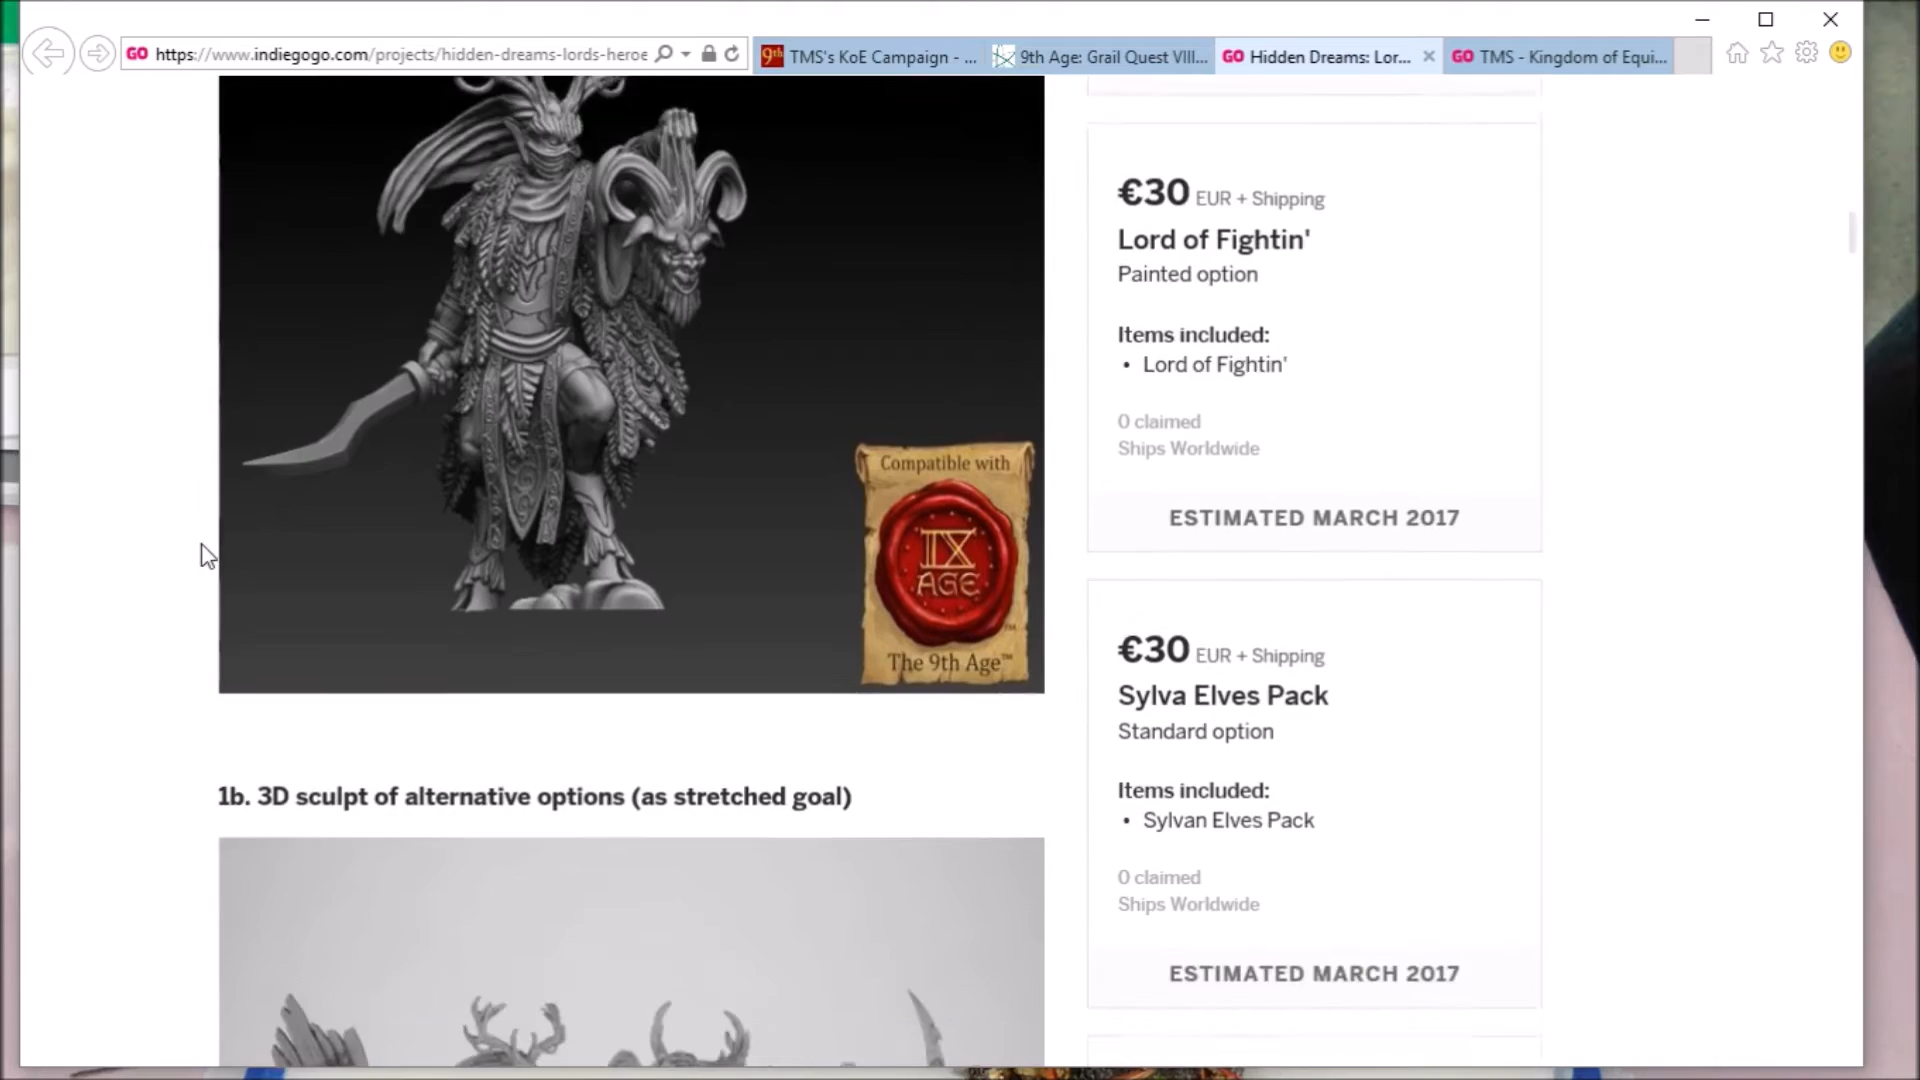 GO https://www.indiegogo.com/projects/hidden-dreams-lords-heroe
9th TMS's KoE Campaign - ...
9th Age: Grail Quest VIII...
GO Hidden Dreams: Lor...
GO TMS - Kingdom of Equi...
Compatible with
IX
AGE
The 9th Age™
1b. 3D sculpt of alternative options (as stretched goal)
€30 EUR + Shipping
Lord of Fightin'
Painted option
Items included:
• Lord of Fightin'
0 claimed
Ships Worldwide
ESTIMATED MARCH 2017
€30 EUR + Shipping
Sylva Elves Pack
Standard option
Items included:
• Sylvan Elves Pack
0 claimed
Ships Worldwide
ESTIMATED MARCH 2017